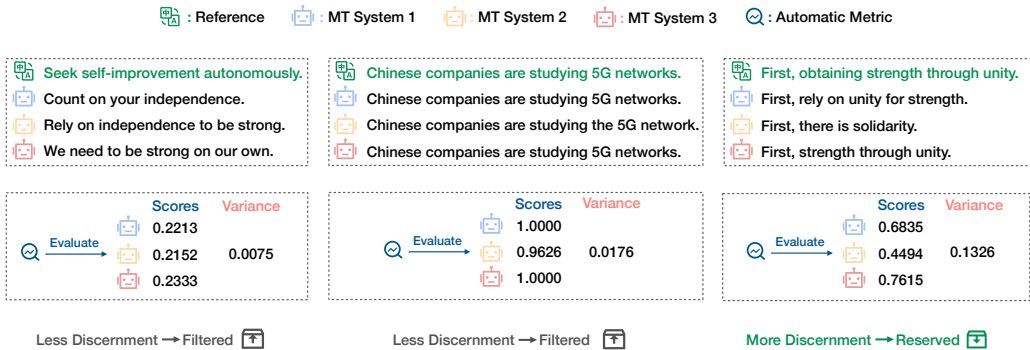 : Reference : MT System 1 : MT System 2 : MT System 3 : Automatic Metric
Seek self-improvement autonomously.
Count on your independence.
Rely on independence to be strong.
We need to be strong on our own.
Chinese companies are studying 5G networks.
Chinese companies are studying 5G networks.
Chinese companies are studying the 5G network.
Chinese companies are studying 5G networks.
First, obtaining strength through unity.
First, rely on unity for strength.
First, there is solidarity.
First, strength through unity.
Scores Variance
0.2213
Evaluate 0.2152 0.0075
0.2333
Scores Variance
1.0000
Evaluate 0.9626 0.0176
1.0000
Scores Variance
0.6835
Evaluate 0.4494 0.1326
0.7615
Less Discernment → Filtered
Less Discernment → Filtered
More Discernment → Reserved